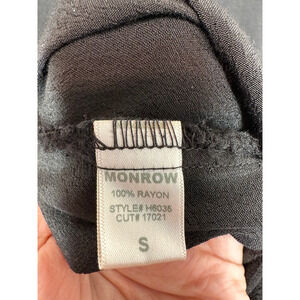 MONROW
100% RAYON
STYLE# H6035
CUT# 17021
S